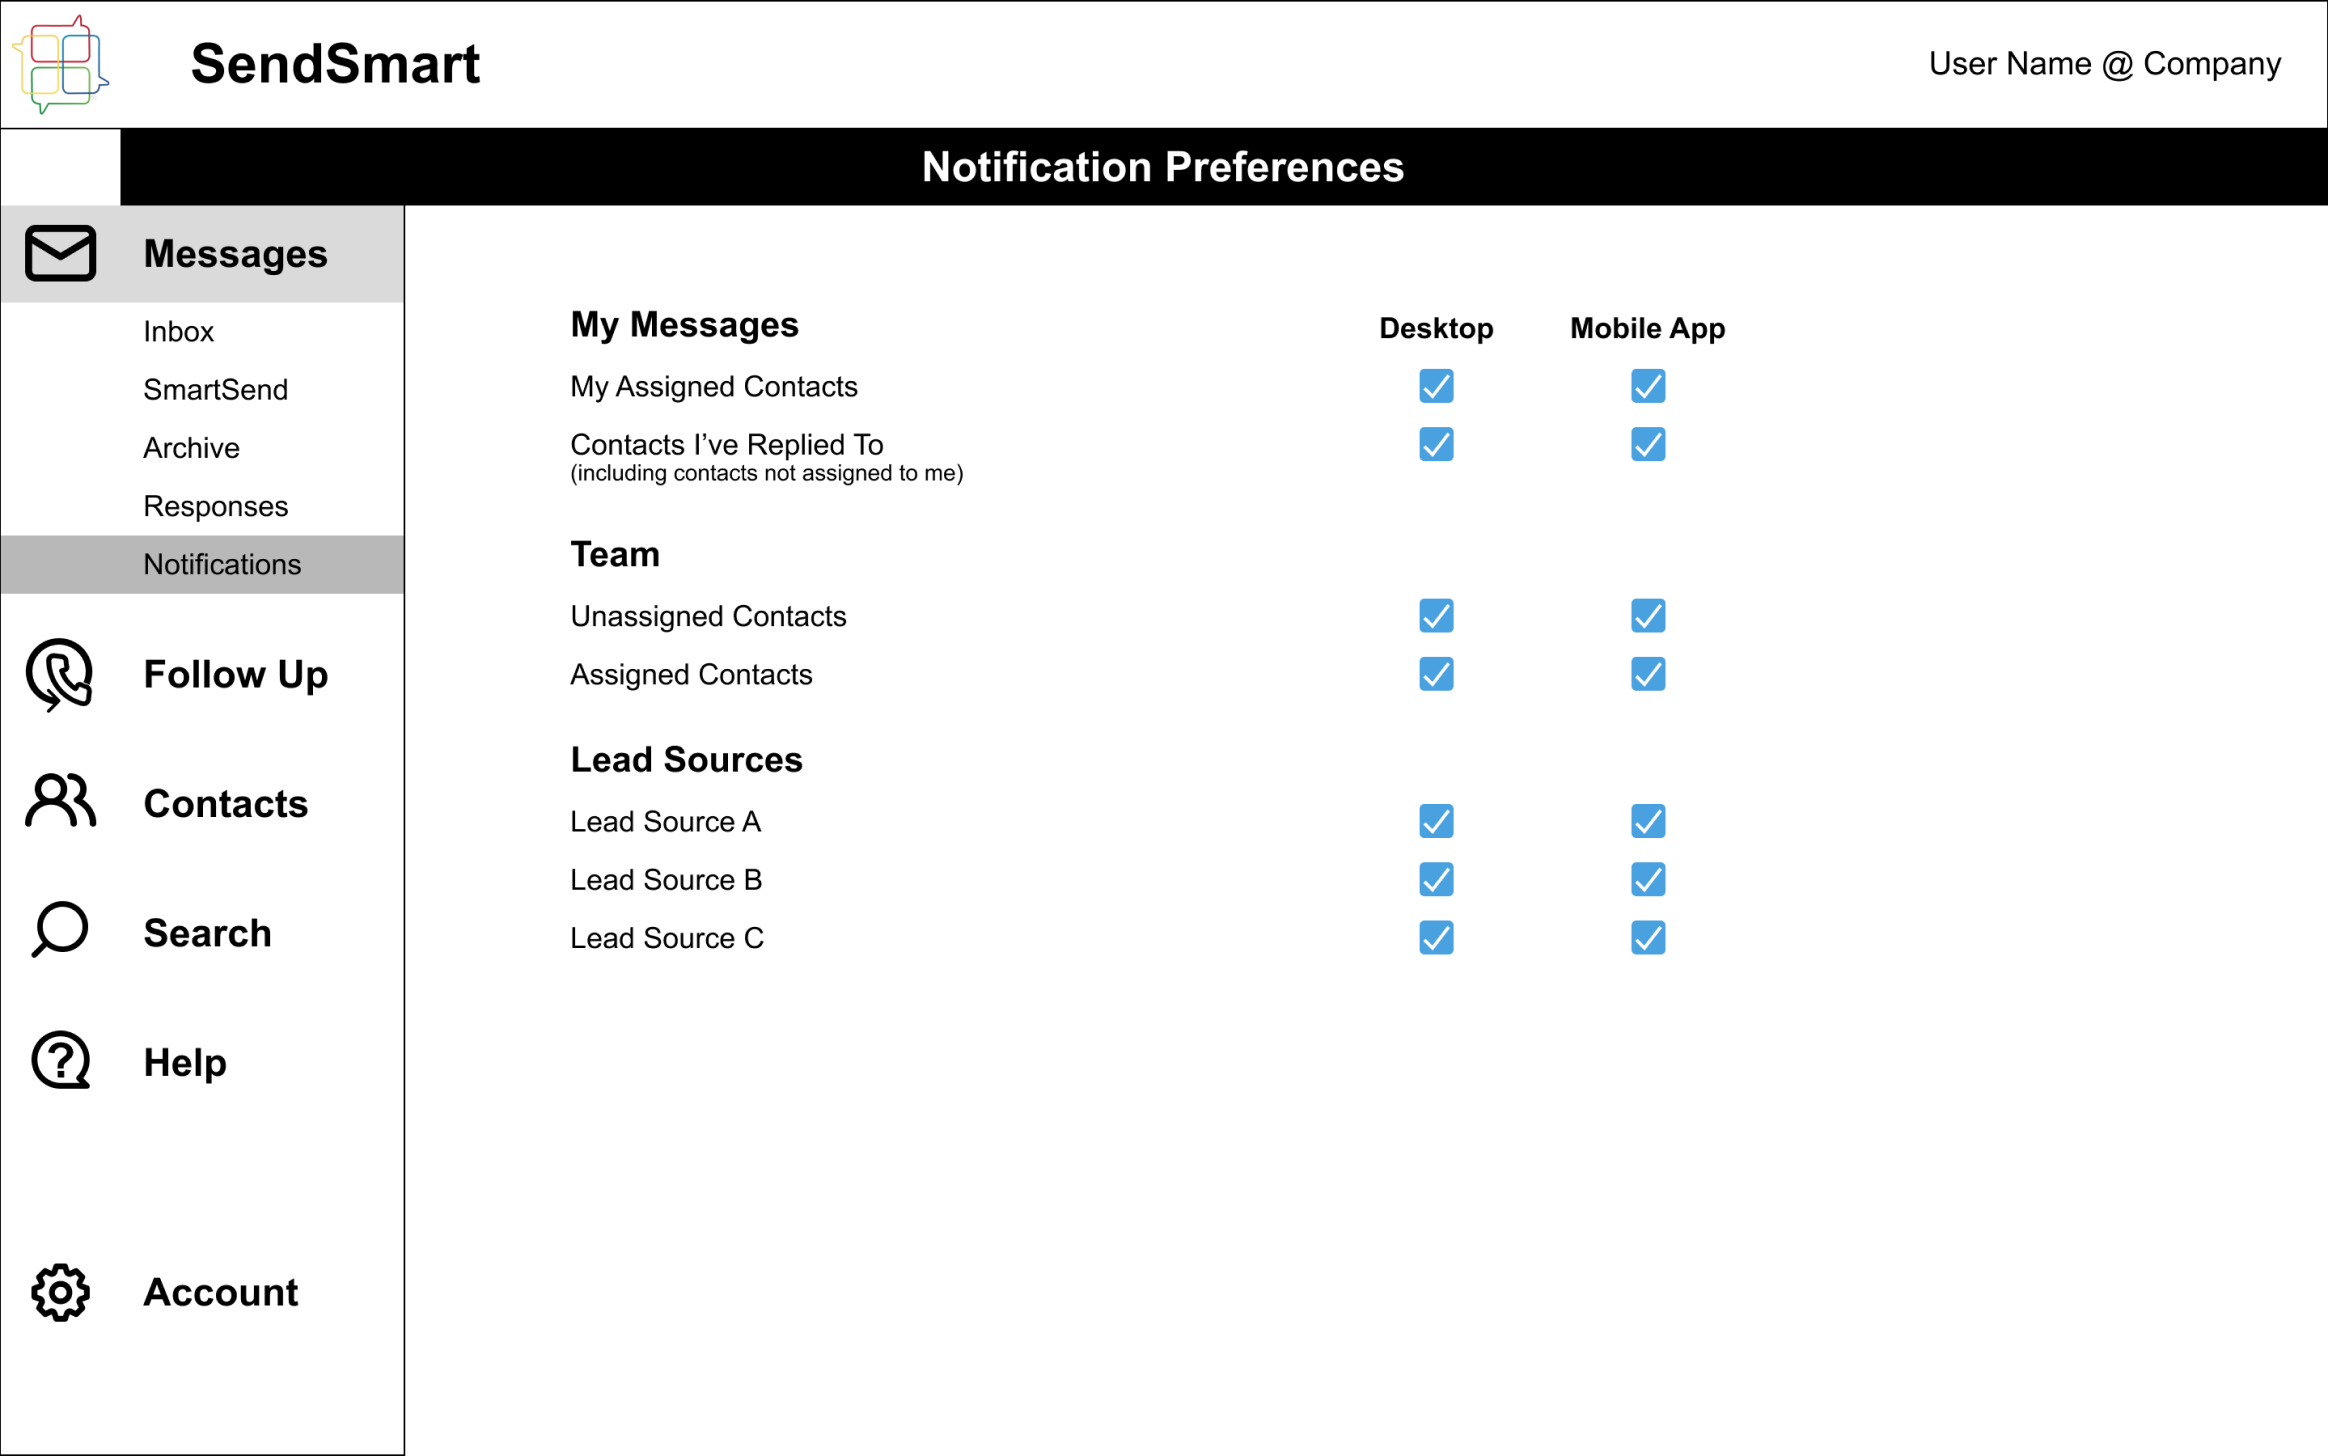 SendSmart
User Name @ Company
Notification Preferences
Messages
Inbox
SmartSend
Archive
Responses
Notifications
Follow Up
Contacts
Search
Help
Account
My Messages Desktop Mobile App
My Assigned Contacts
Contacts I’ve Replied To
(including contacts not assigned to me)
Team
Unassigned Contacts
Assigned Contacts
Lead Sources
Lead Source A
Lead Source B
Lead Source C